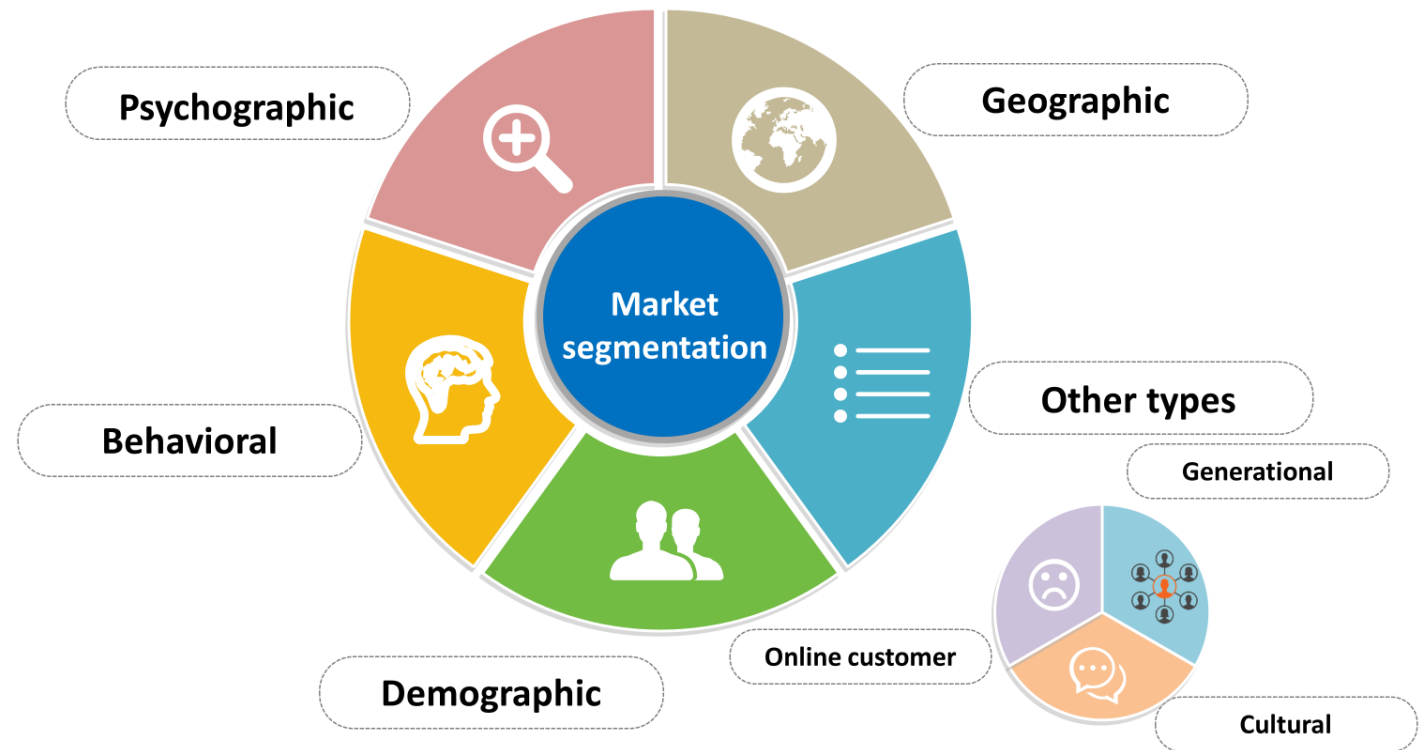 Psychographic
Geographic
Market
segmentation
Other types
Behavioral
Generational
Online customer
Demographic
Cultural